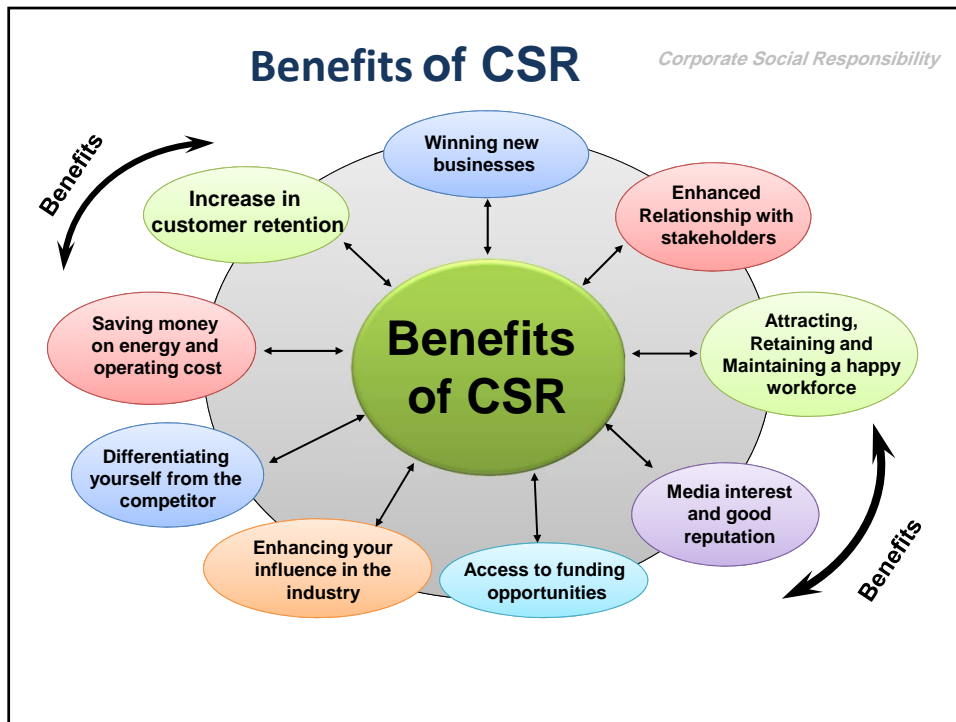 Benefits of CSR
Corporate Social Responsibility
Benefits
Winning new
businesses
Enhanced
Relationship with
stakeholders
Attracting,
Retaining and
Maintaining a happy
workforce
Media interest
and good
reputation
Access to funding
opportunities
Enhancing your
influence in the
industry
Differentiating
yourself from the
competitor
Saving money
on energy and
operating cost
Increase in
customer retention
Benefits
of CSR
Benefits